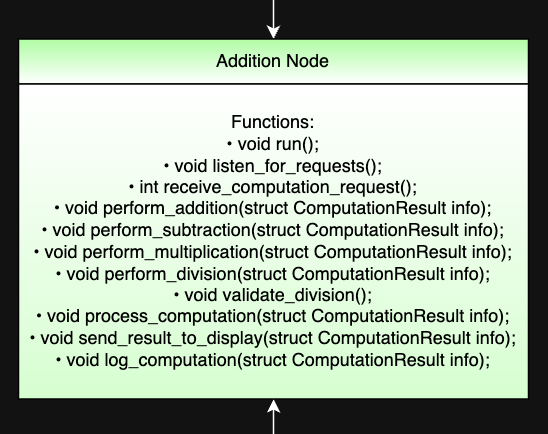 Addition Node
Functions:
• void run();
• void listen_for_requests();
• int receive_computation_request();
• void perform_addition(struct ComputationResult info);
• void perform_subtraction(struct ComputationResult info);
• void perform_multiplication(struct ComputationResult info);
• void perform_division(struct ComputationResult info);
• void validate_division();
• void process_computation(struct ComputationResult info);
• void send_result_to_display(struct ComputationResult info);
• void log_computation(struct ComputationResult info);